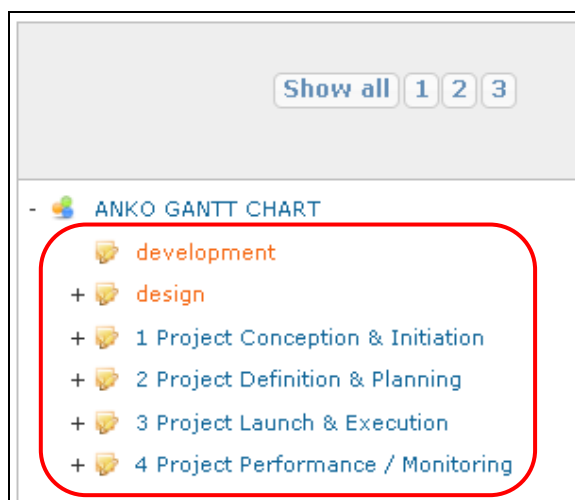 Show all 1 2 3
- ANKO GANTT CHART
development
+ design
+ 1 Project Conception & Initiation
+ 2 Project Definition & Planning
+ 3 Project Launch & Execution
+ 4 Project Performance / Monitoring